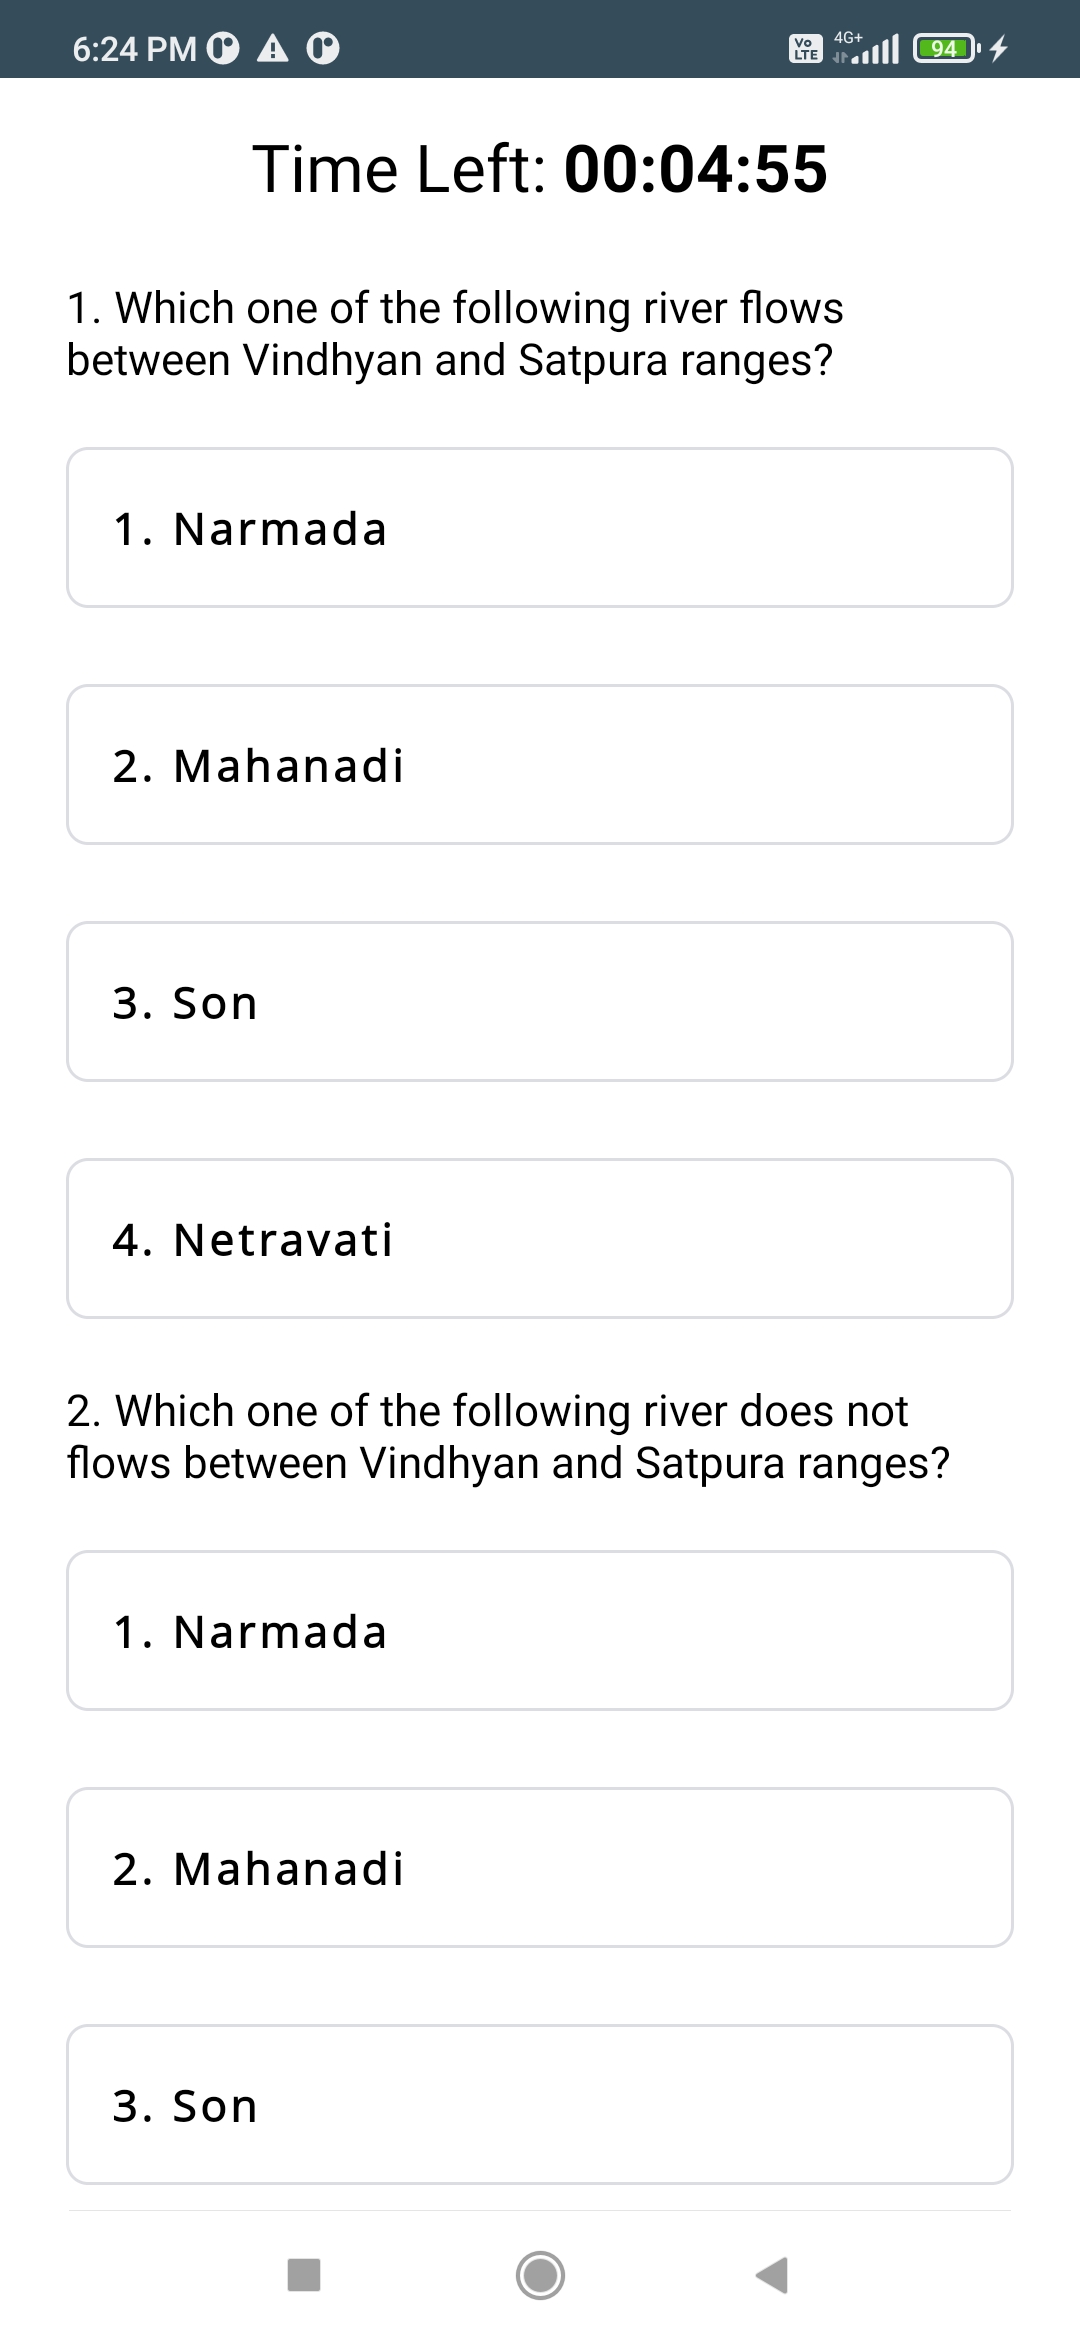 6:24 PM
Vo LTE 4G+ 94
Time Left: 00:04:55
1. Which one of the following river flows
between Vindhyan and Satpura ranges?
1. Narmada
2. Mahanadi
3. Son
4. Netravati
2. Which one of the following river does not
flows between Vindhyan and Satpura ranges?
1. Narmada
2. Mahanadi
3. Son